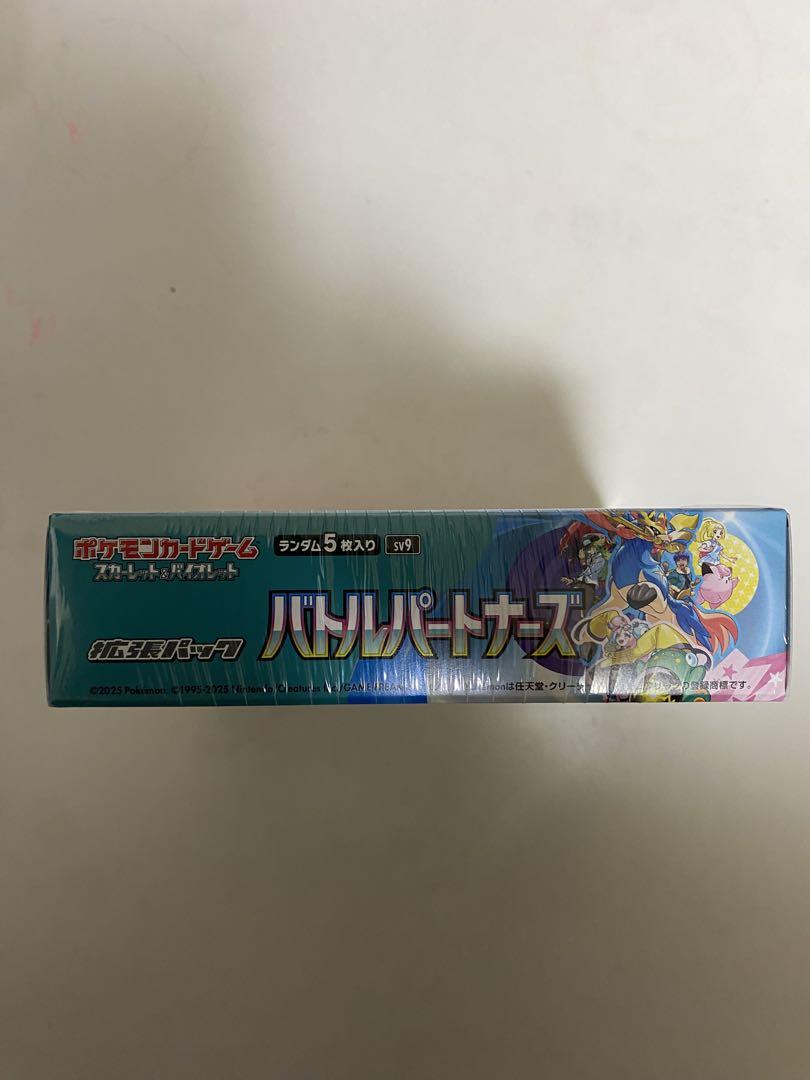 ポケモンカードゲーム
スカーレット&バイオレット
ランダム5枚入り
SV9
拡張パック
バトルパートナーズ
©2025 Pokémon. ©1995-2025 Nintendo/Creatures Inc./GAME FREAK
は任天堂・クリー
登録商標です。